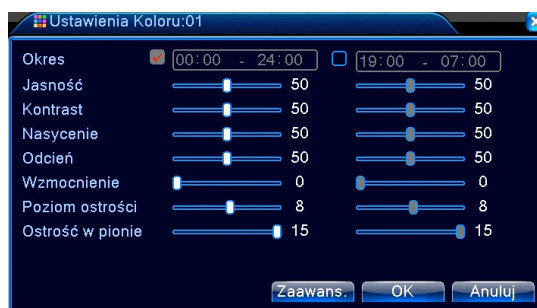 Ustawienia Koloru:01
Okres 00:00 - 24:00 19:00 - 07:00
Jasność 50 50
Kontrast 50 50
Nasycenie 50 50
Odcień 50 50
Wzmocnienie 0 0
Poziom ostrości 8 8
Ostrość w pionie 15 15
Zaawans. OK Anuluj